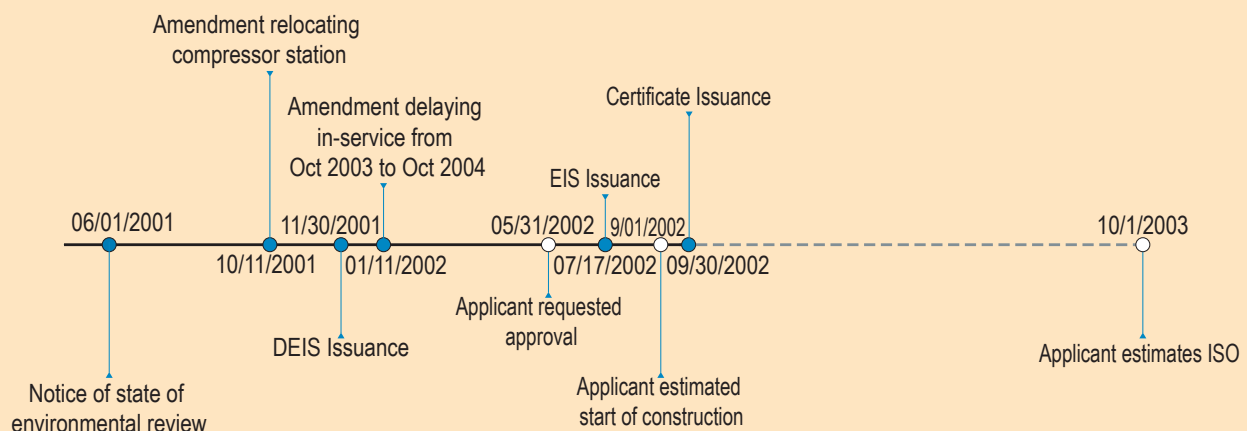 Amendment relocating
compressor station
Amendment delaying
in-service from
Oct 2003 to Oct 2004
Certificate Issuance
EIS Issuance
06/01/2001
11/30/2001
05/31/2002
9/01/2002
10/1/2003
10/11/2001
01/11/2002
07/17/2002
09/30/2002
Applicant requested
approval
DEIS Issuance
Applicant estimates ISO
Notice of state of
environmental review
Applicant estimated
start of construction